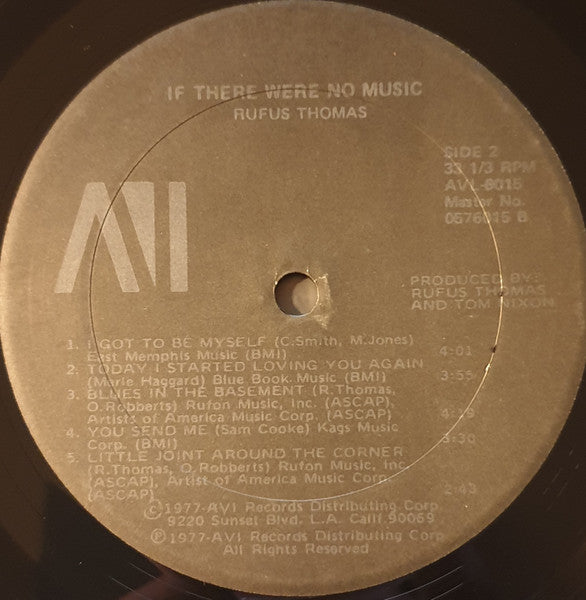 IF THERE WERE NO MUSIC
RUFUS THOMAS
SIDE 2
33 1/3 RPM
AVL-6015
Master No.
0576015 B
AVI
PRODUCED BY:
RUFUS THOMAS
AND TOM NIXON
1. I GOT TO BE MYSELF (C.Smith, M.Jones)
East Memphis Music (BMI) 4:01
2. TODAY I STARTED LOVING YOU AGAIN
(Merle Haggard) Blue Book Music (BMI) 3:55
3. BLUES IN THE BASEMENT (R.Thomas,
O.Robberts) Rufon Music, Inc. (ASCAP)
Artists of America Music Corp. (ASCAP) 4:19
4. YOU SEND ME (Sam Cooke) Kags Music
Corp. (BMI) 3:30
5. LITTLE JOINT AROUND THE CORNER
(R.Thomas, O.Robberts) Rufon Music, Inc.
(ASCAP), Artist of America Music Corp.
(ASCAP) 2:43
©1977-AVI Records Distributing Corp.
9220 Sunset Blvd. L.A. Calif 90069
℗1977-AVI Records Distributing Corp.
All Rights Reserved